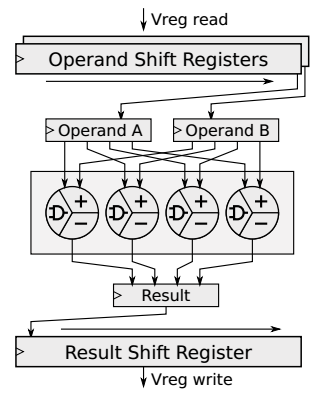 Vreg read
Operand Shift Registers
Operand A
Operand B
+
−
+
−
+
−
+
−
Result
Result Shift Register
Vreg write